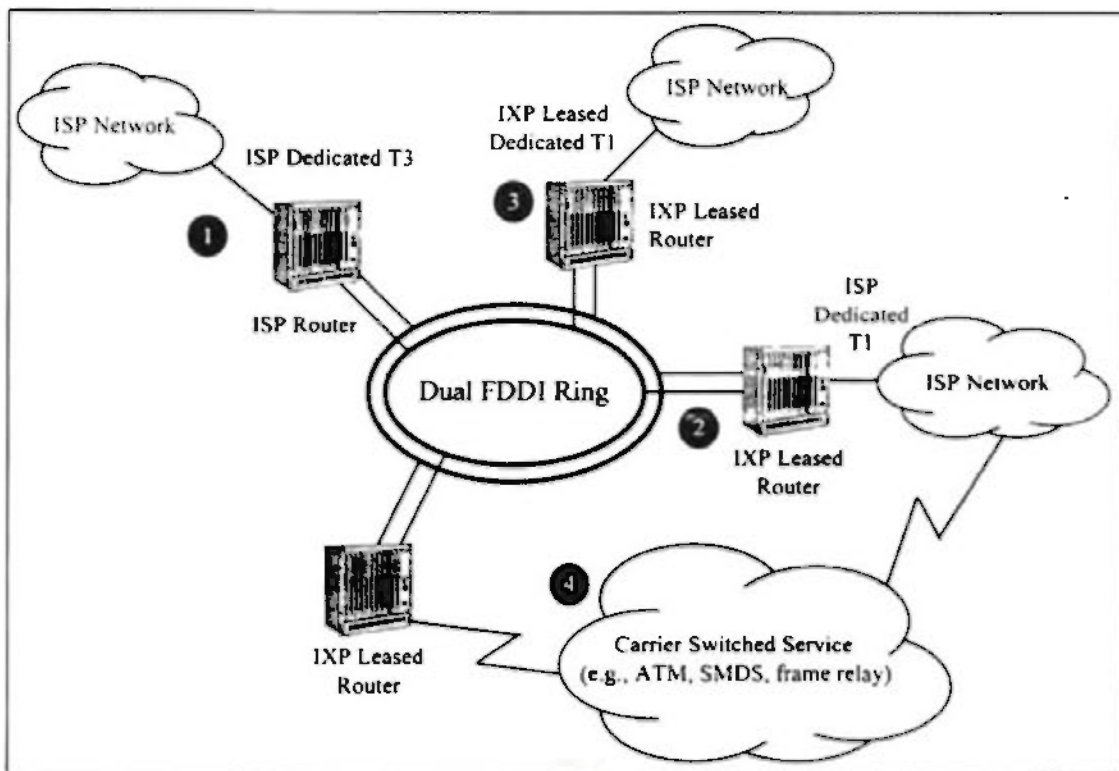 ISP Network
ISP Dedicated T3
1
ISP Router
ISP Network
IXP Leased
Dedicated T1
3
IXP Leased
Router
ISP
Dedicated
T1
ISP Network
2
IXP Leased
Router
Dual FDDI Ring
IXP Leased
Router
4
Carrier Switched Service
(e.g., ATM, SMDS, frame relay)